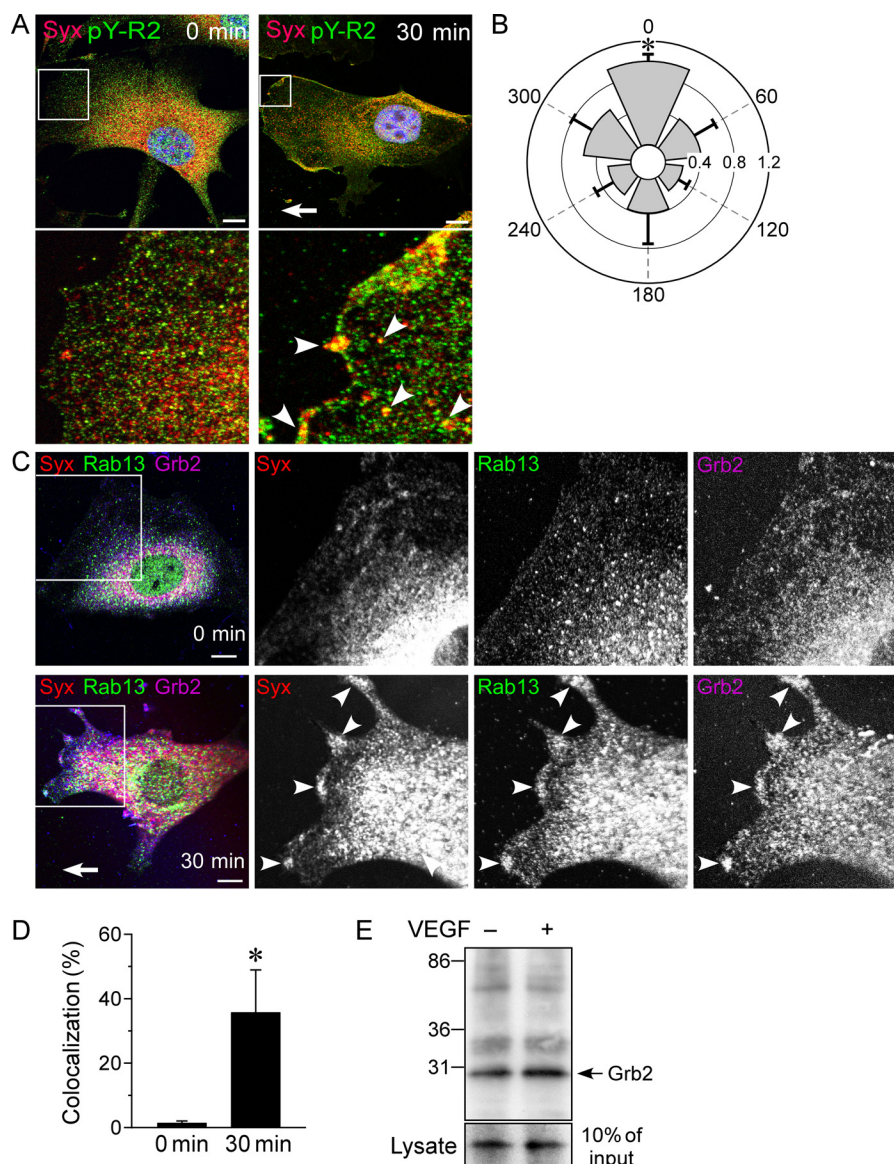 A
Syx pY-R2 0 min
Syx pY-R2 30 min
B
0
*
60
120
180
240
300
0.4 0.8 1.2
C
Syx Rab13 Grb2
0 min
Syx
Rab13
Grb2
Syx Rab13 Grb2
30 min
Syx
Rab13
Grb2
D
Colocalization (%)
60
40
20
0
*
0 min 30 min
E
VEGF – +
86
36
31
Grb2
Lysate
10% of
input